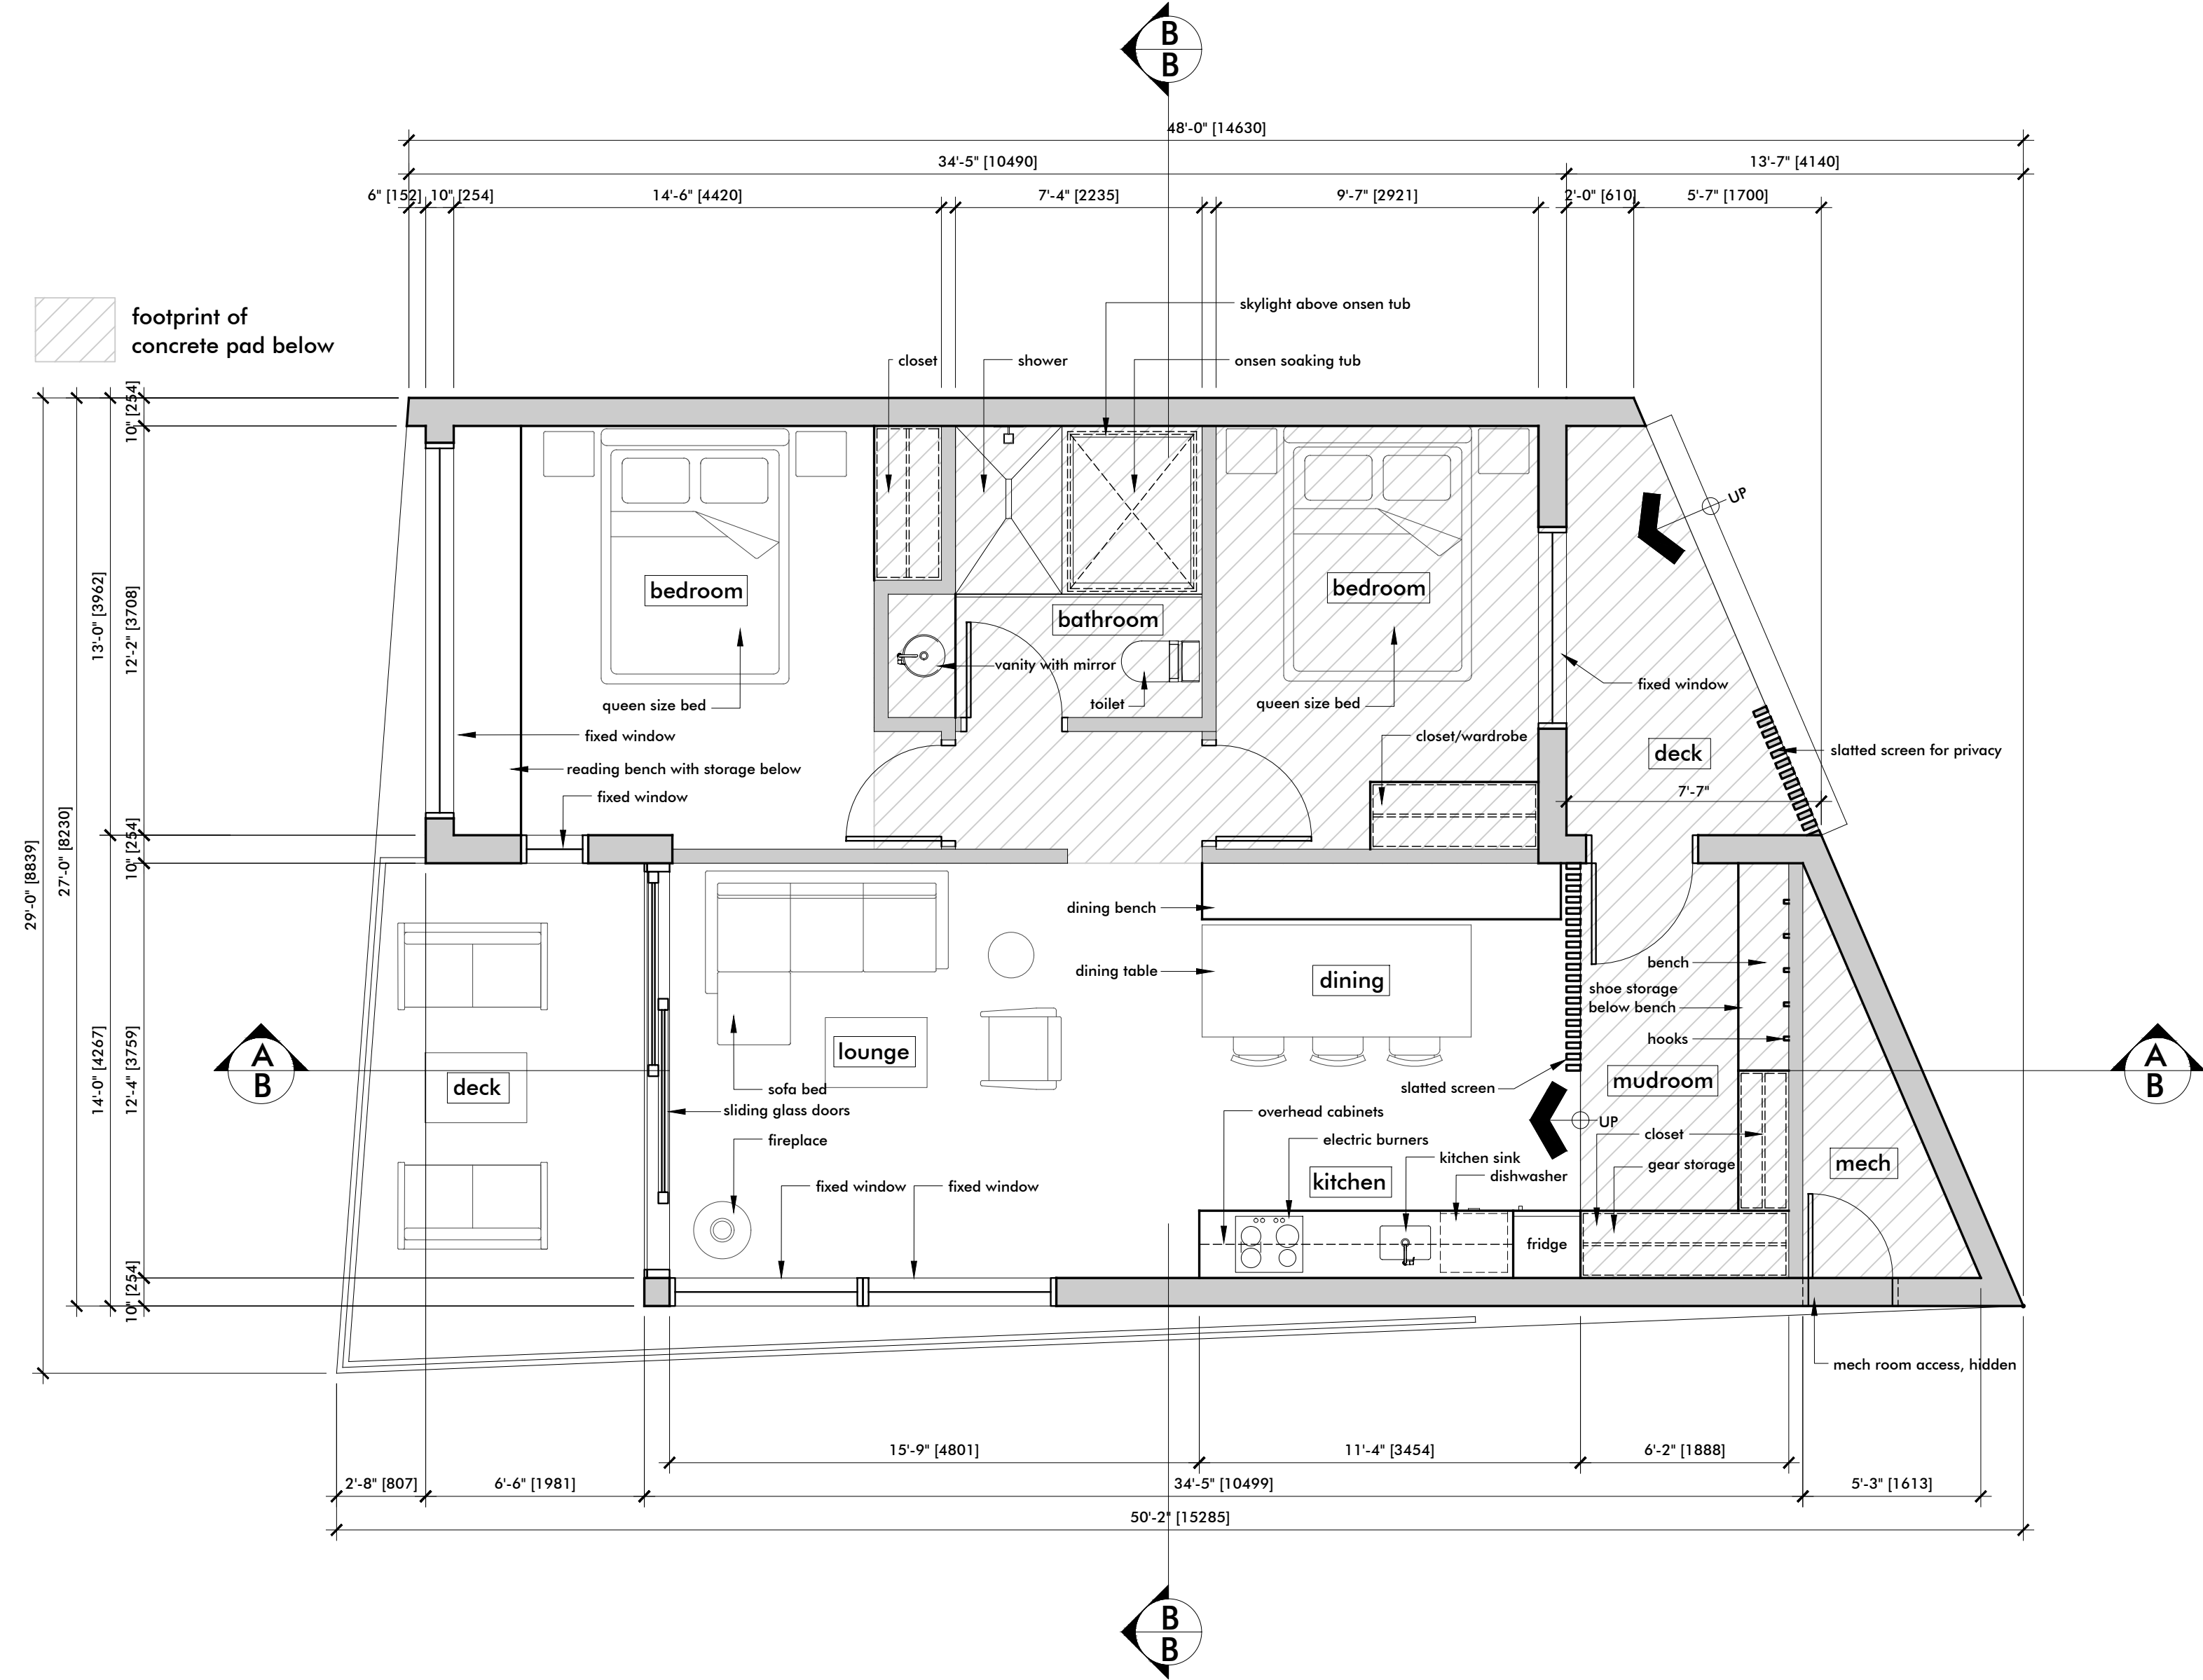 B
B
48'-0" [14630]
34'-5" [10490]
13'-7" [4140]
6" [152]
10" [254]
14'-6" [4420]
7'-4" [2235]
9'-7" [2921]
2'-0" [610]
5'-7" [1700]
footprint of
concrete pad below
skylight above onsen tub
closet
shower
onsen soaking tub
10" [254]
13'-0" [3962]
12'-2" [3708]
10" [254]
29'-0" [8839]
27'-0" [8230]
14'-0" [4267]
12'-4" [3759]
10" [254]
UP
bedroom
bathroom
bedroom
vanity with mirror
toilet
queen size bed
queen size bed
fixed window
fixed window
closet/wardrobe
reading bench with storage below
fixed window
deck
slatted screen for privacy
7'-7"
dining bench
dining table
dining
bench
shoe storage
below bench
hooks
A
B
deck
lounge
sofa bed
sliding glass doors
fireplace
slatted screen
mudroom
A
B
overhead cabinets
electric burners
UP
closet
kitchen sink
gear storage
dishwasher
kitchen
mech
fixed window
fixed window
fridge
mech room access, hidden
15'-9" [4801]
11'-4" [3454]
6'-2" [1888]
2'-8" [807]
6'-6" [1981]
34'-5" [10499]
5'-3" [1613]
50'-2" [15285]
B
B